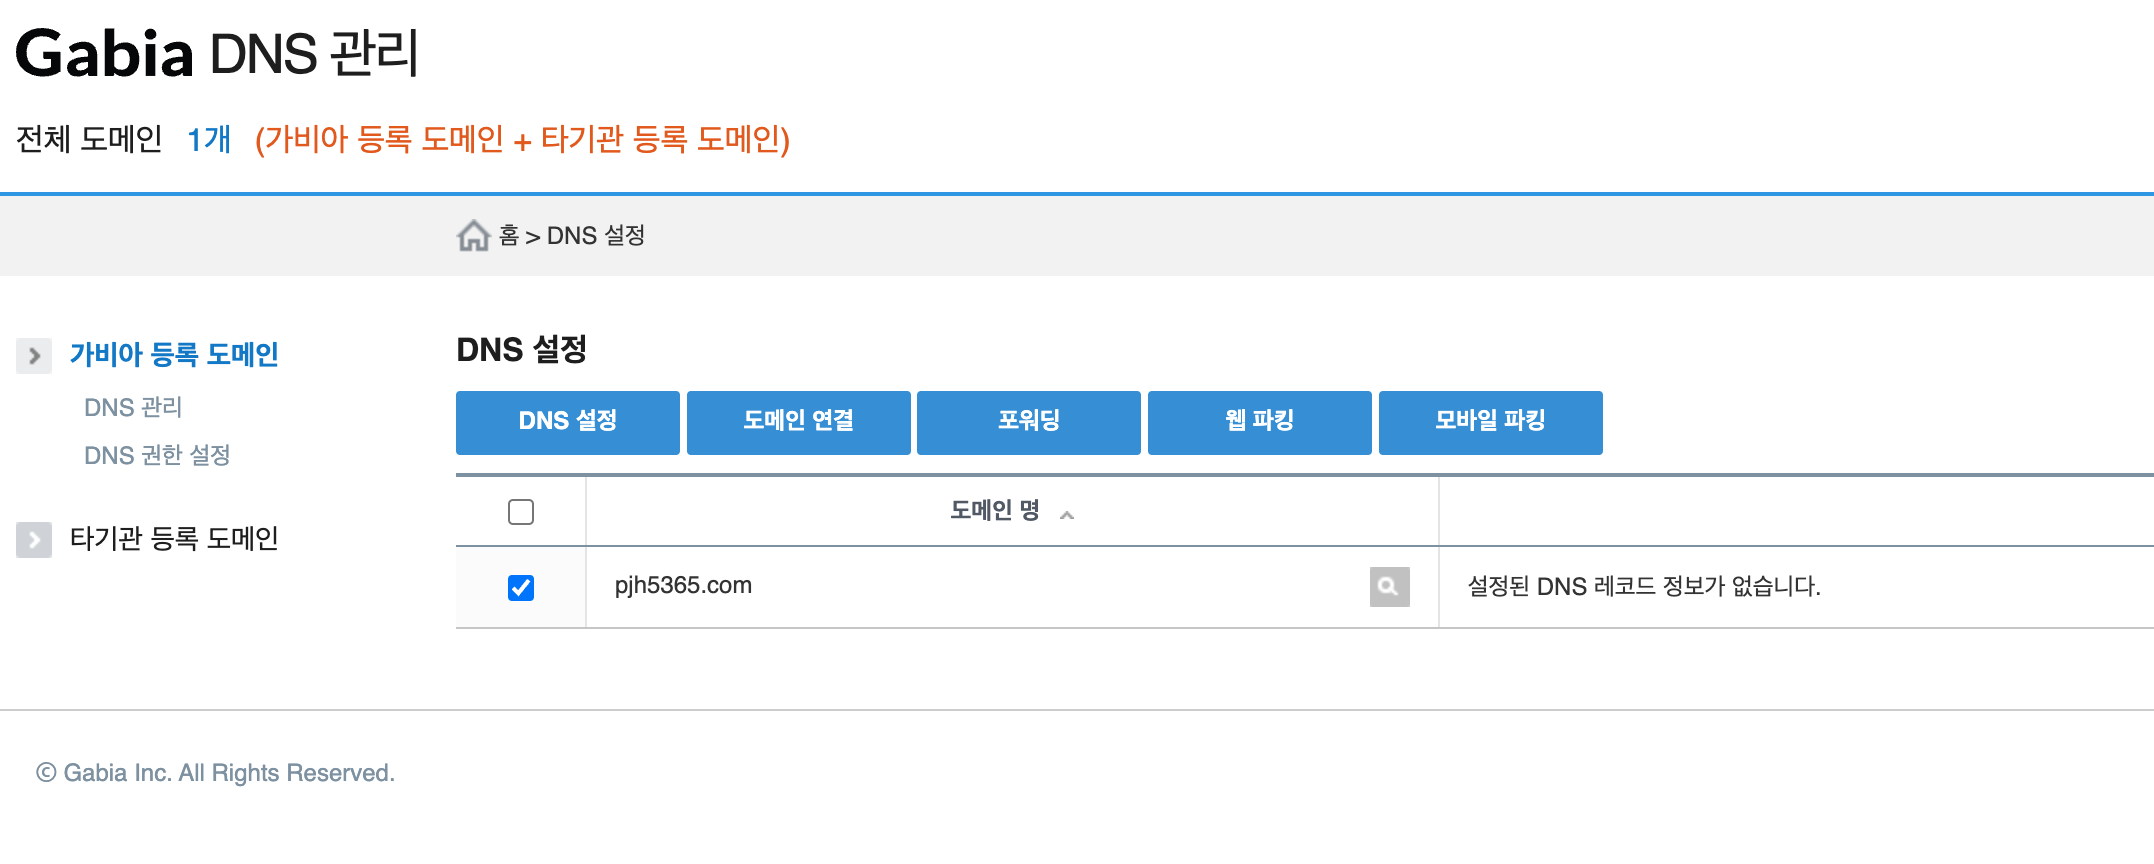 Gabia DNS 관리
전체 도메인 1개 (가비아 등록 도메인 + 타기관 등록 도메인)
홈 > DNS 설정
가비아 등록 도메인
DNS 관리
DNS 권한 설정
타기관 등록 도메인
DNS 설정
DNS 설정 도메인 연결 포워딩 웹 파킹 모바일 파킹
도메인 명
pjh5365.com 설정된 DNS 레코드 정보가 없습니다.
© Gabia Inc. All Rights Reserved.